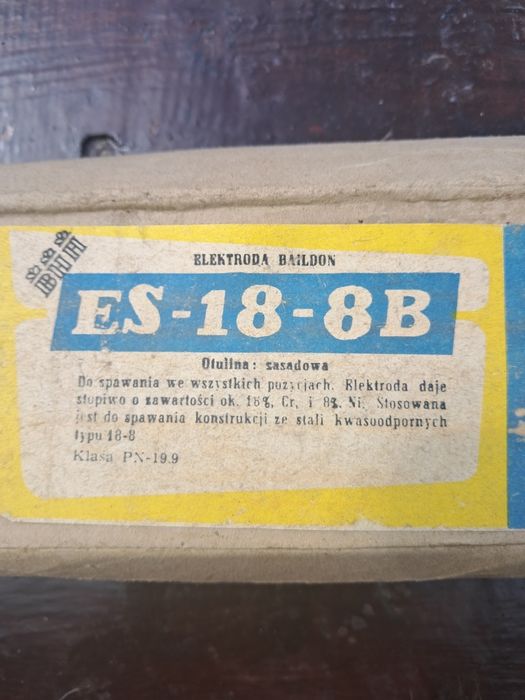 BHH
ELEKTRODA BAILDON
ES-18-8B
Otulina: zasadowa
Do spawania we wszystkich pozycjach. Elektroda daje
stopiwo o zawartości ok. 18%, Cr, i 8%, Ni, Stosowana
jest do spawania konstrukcji ze stali kwasoodpornych
typu 18-8
Klasa PN-19.9